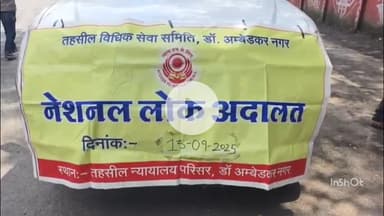 तहसील विधिक सेवा समिति, डॉ. अम्बेडकर नगर
नेशनल लोक अदालत
दिनांक:- 13-09-2025
स्थान:- तहसील न्यायालय परिसर, डॉ अम्बेडकर नगर
InShOt